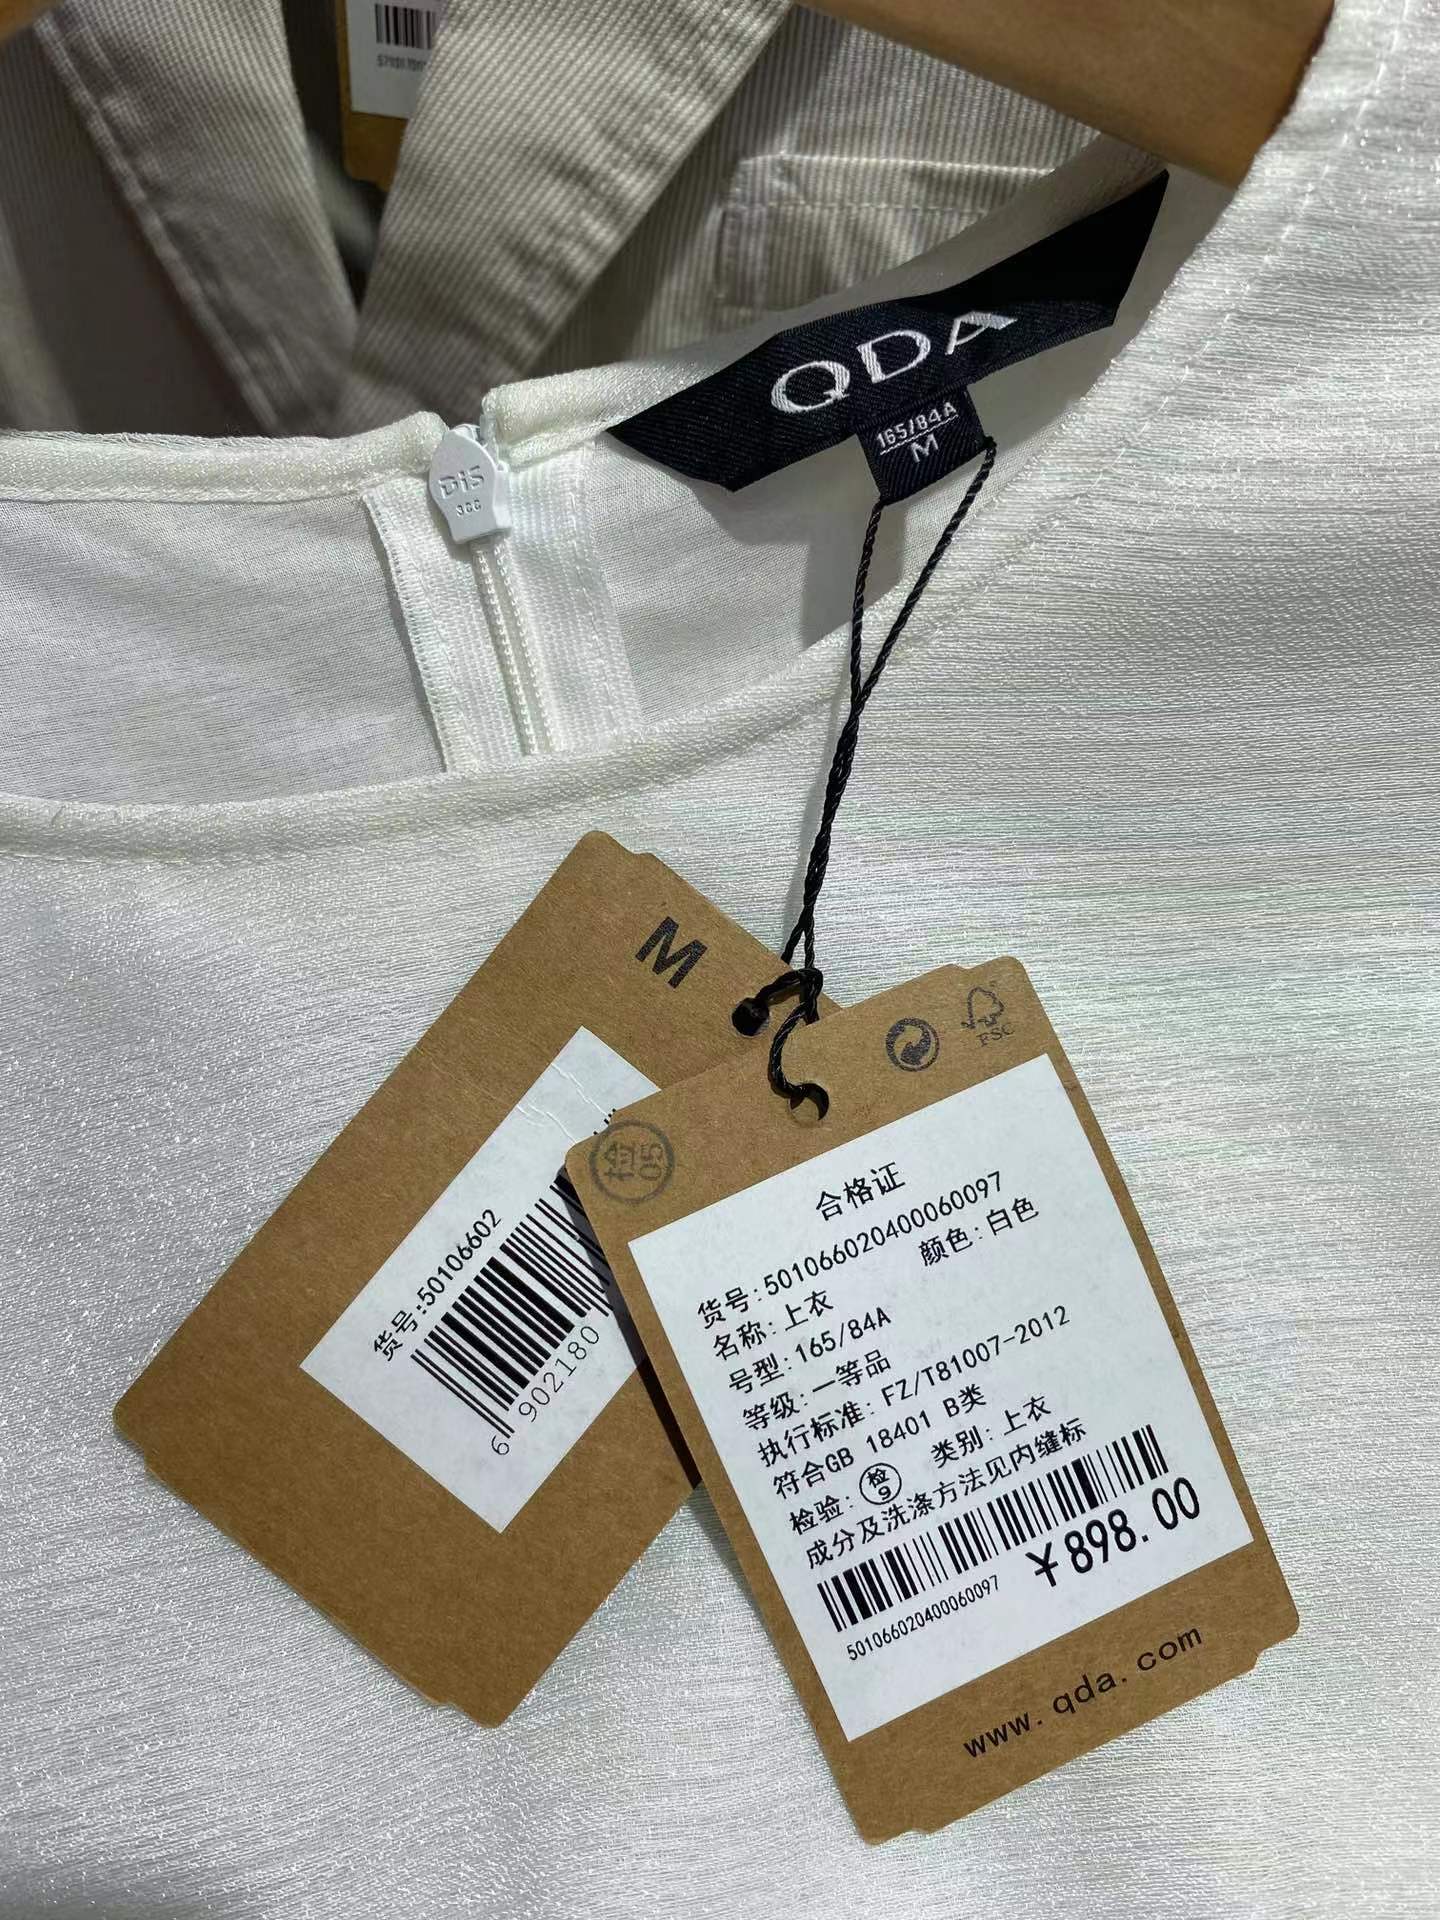 QDA
165/84A
M
DiS
M
货号:50106602
6
902180
检
05
FSC
合格证
货号:501066020400060097
名称:上衣 颜色:白色
号型:165/84A
等级:一等品
执行标准:FZ/T81007-2012
符合GB 18401 B类
检验:检9 类别:上衣
成分及洗涤方法见内缝标
¥898.00
501066020400060097
www.qda.com